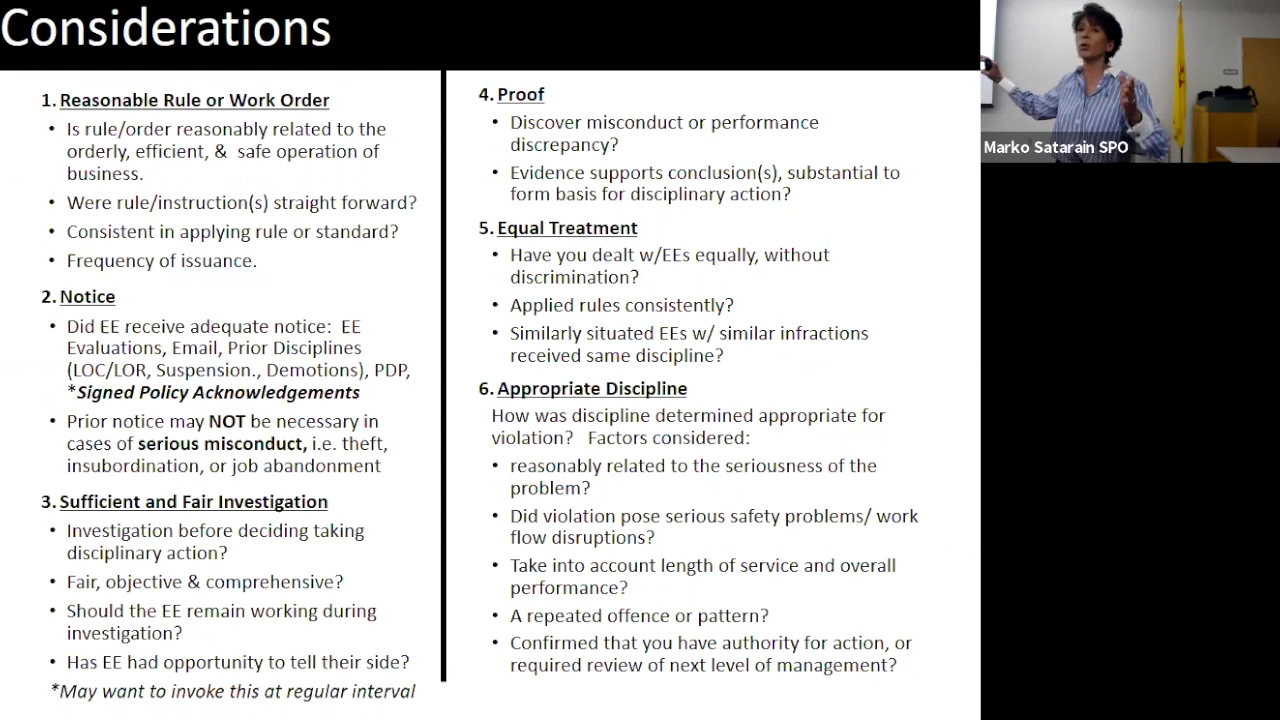 Considerations
1. Reasonable Rule or Work Order
• Is rule/order reasonably related to the
orderly, efficient, & safe operation of
business.
• Were rule/instruction(s) straight forward?
• Consistent in applying rule or standard?
• Frequency of issuance.
2. Notice
• Did EE receive adequate notice: EE
Evaluations, Email, Prior Disciplines
(LOC/LOR, Suspension., Demotions), PDP,
*Signed Policy Acknowledgements
• Prior notice may NOT be necessary in
cases of serious misconduct, i.e. theft,
insubordination, or job abandonment
3. Sufficient and Fair Investigation
• Investigation before deciding taking
disciplinary action?
• Fair, objective & comprehensive?
• Should the EE remain working during
investigation?
• Has EE had opportunity to tell their side?
*May want to invoke this at regular interval
4. Proof
• Discover misconduct or performance
discrepancy?
• Evidence supports conclusion(s), substantial to
form basis for disciplinary action?
5. Equal Treatment
• Have you dealt w/EEs equally, without
discrimination?
• Applied rules consistently?
• Similarly situated EEs w/ similar infractions
received same discipline?
6. Appropriate Discipline
How was discipline determined appropriate for
violation? Factors considered:
• reasonably related to the seriousness of the
problem?
• Did violation pose serious safety problems/ work
flow disruptions?
• Take into account length of service and overall
performance?
• A repeated offence or pattern?
• Confirmed that you have authority for action, or
required review of next level of management?
Marko Satarain SPO